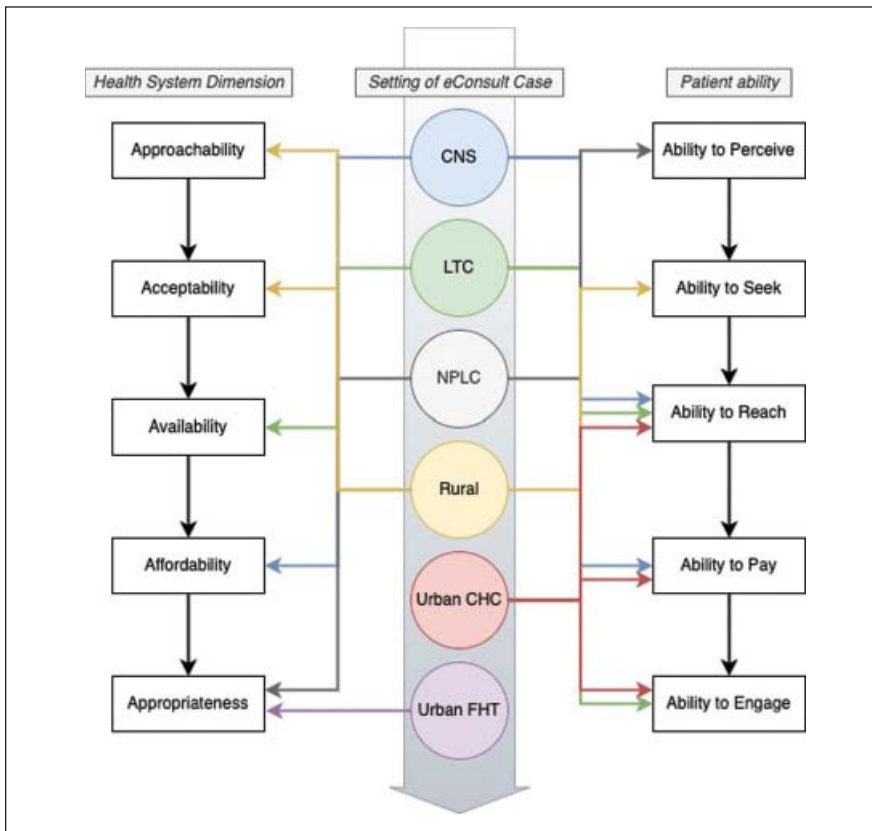 Health System Dimension
Setting of eConsult Case
Patient ability
Approachability
CNS
Ability to Perceive
Acceptability
LTC
Ability to Seek
NPLC
Availability
Ability to Reach
Rural
Affordability
Ability to Pay
Urban CHC
Appropriateness
Urban FHT
Ability to Engage